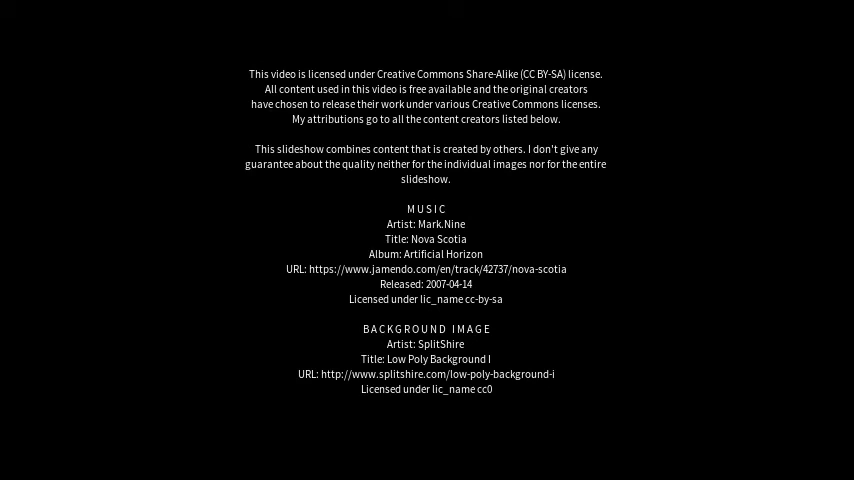 This video is licensed under Creative Commons Share-Alike (CC BY-SA) license.
All content used in this video is free available and the original creators
have chosen to release their work under various Creative Commons licenses.
My attributions go to all the content creators listed below.
This slideshow combines content that is created by others. I don't give any
guarantee about the quality neither for the individual images nor for the entire
slideshow.
MUSIC
Artist: Mark.Nine
Title: Nova Scotia
Album: Artificial Horizon
URL: https://www.jamendo.com/en/track/42737/nova-scotia
Released: 2007-04-14
Licensed under lic_name cc-by-sa
BACKGROUND IMAGE
Artist: SplitShire
Title: Low Poly Background I
URL: http://www.splitshire.com/low-poly-background-i
Licensed under lic_name cc0